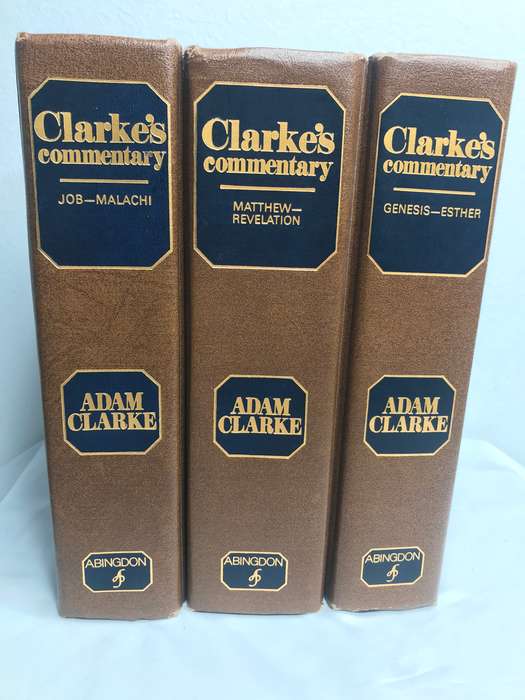 Clarke's
commentary
JOB—MALACHI
ADAM
CLARKE
ABINGDON
Clarke's
commentary
MATTHEW—
REVELATION
ADAM
CLARKE
ABINGDON
Clarke's
commentary
GENESIS—ESTHER
ADAM
CLARKE
ABINGDON